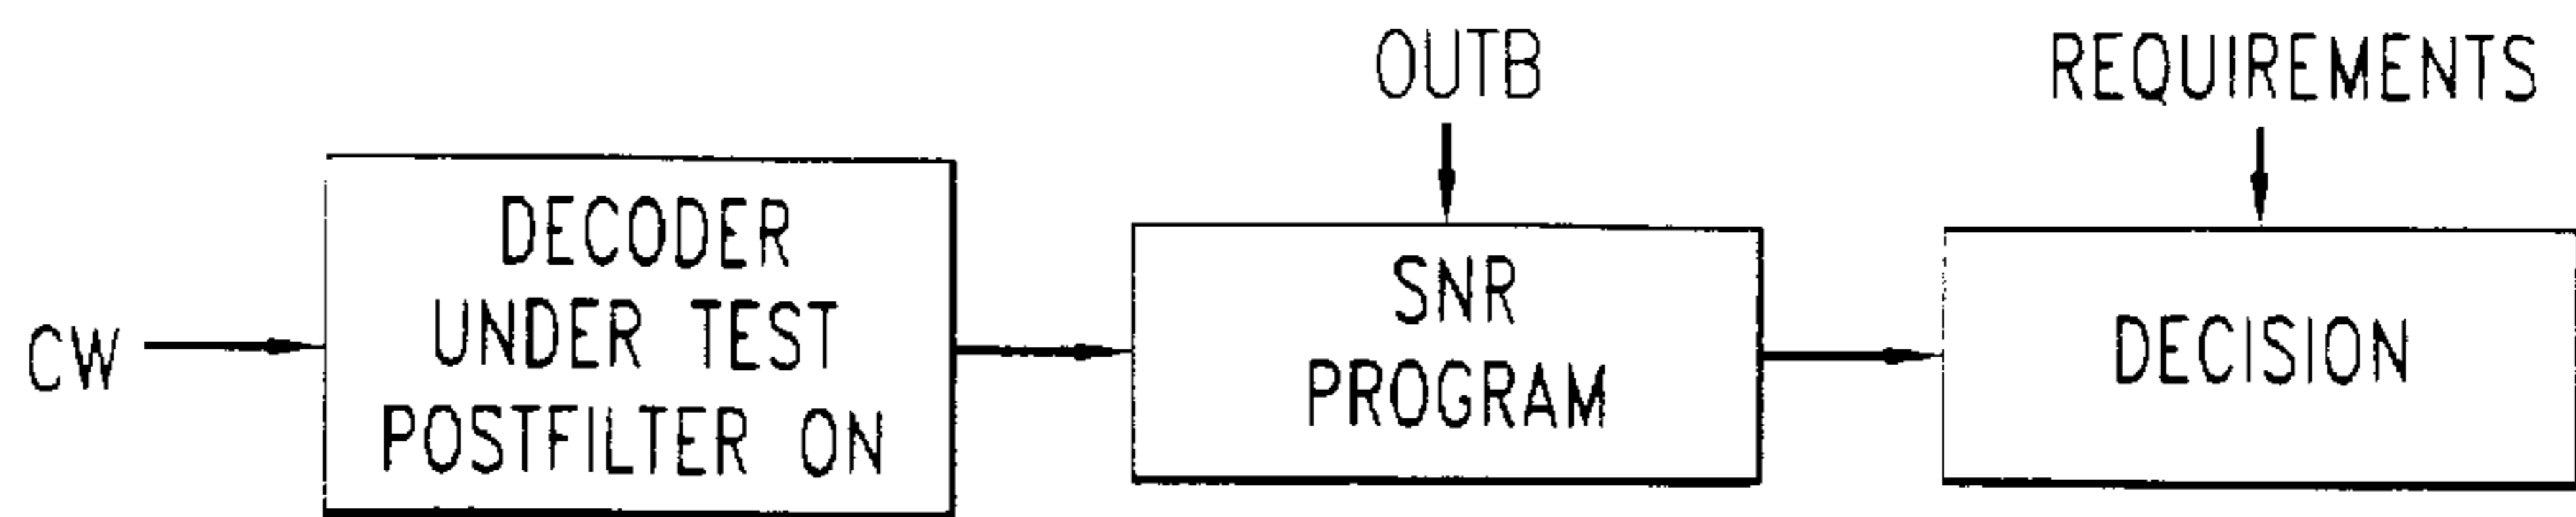 OUTB
REQUIREMENTS
CW
DECODER
UNDER TEST
POSTFILTER ON
SNR
PROGRAM
DECISION